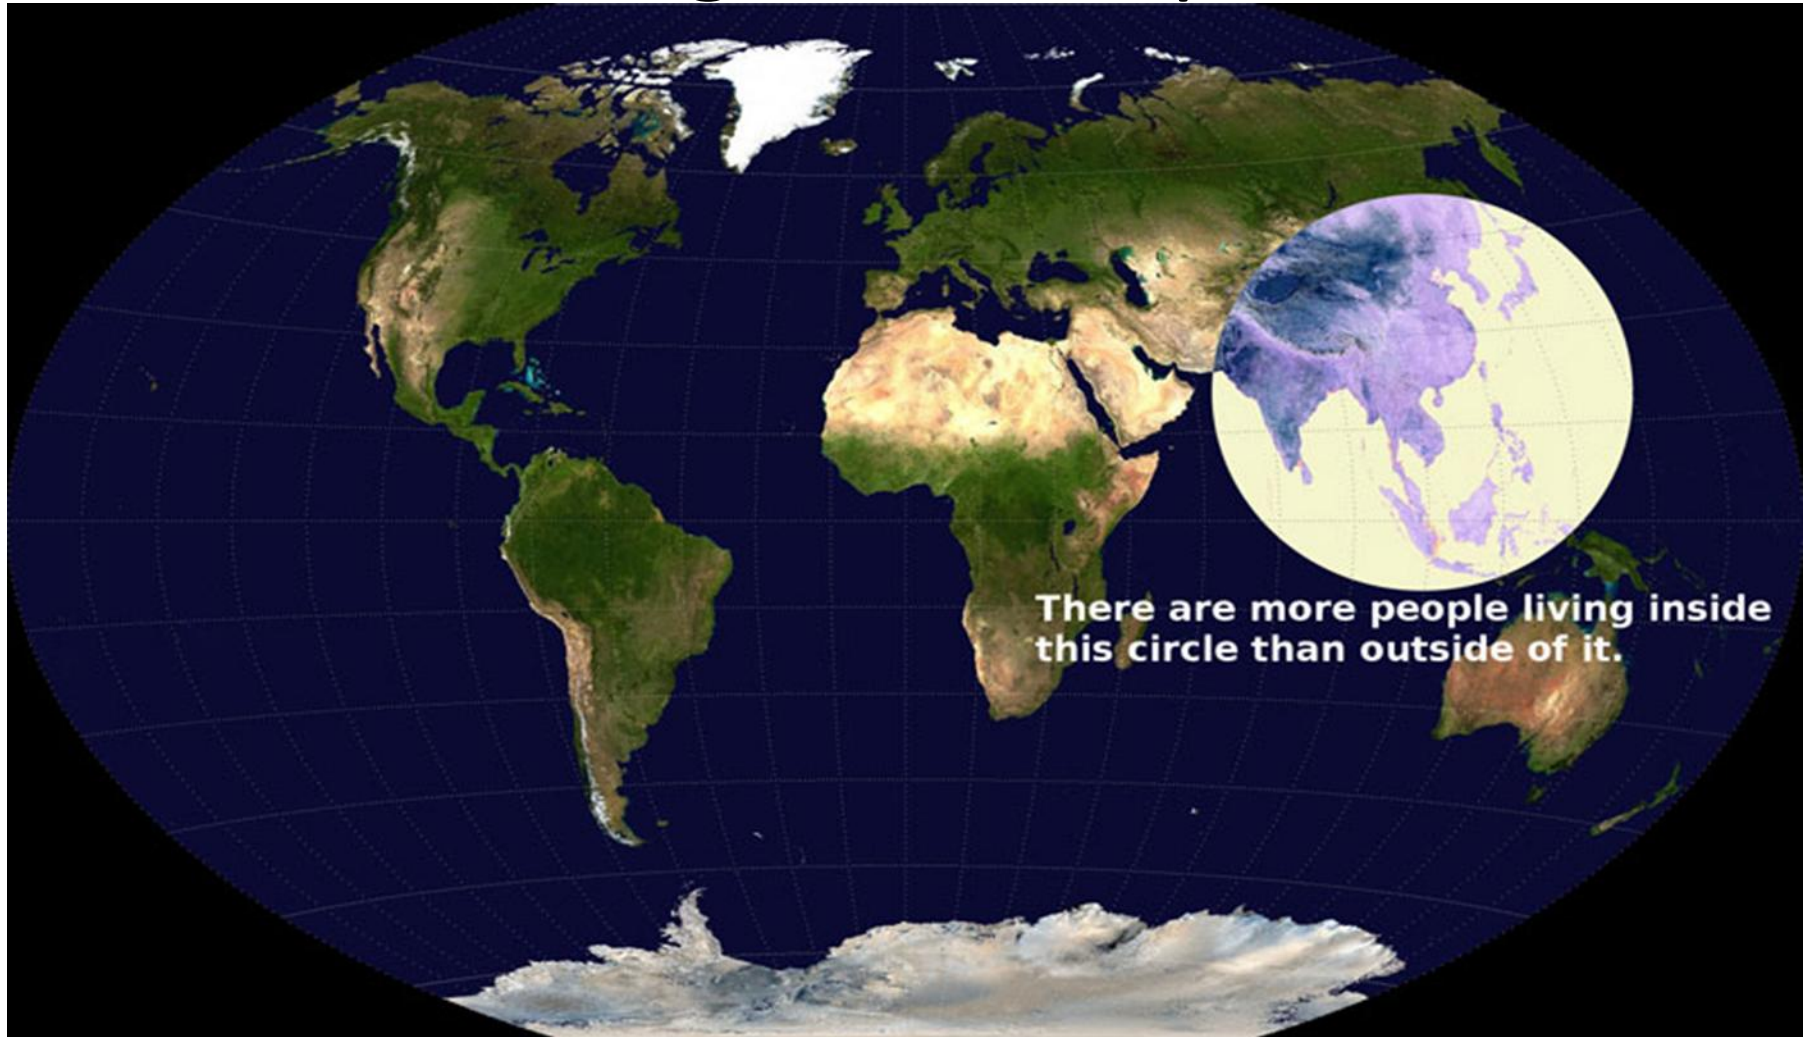 There are more people living inside
this circle than outside of it.